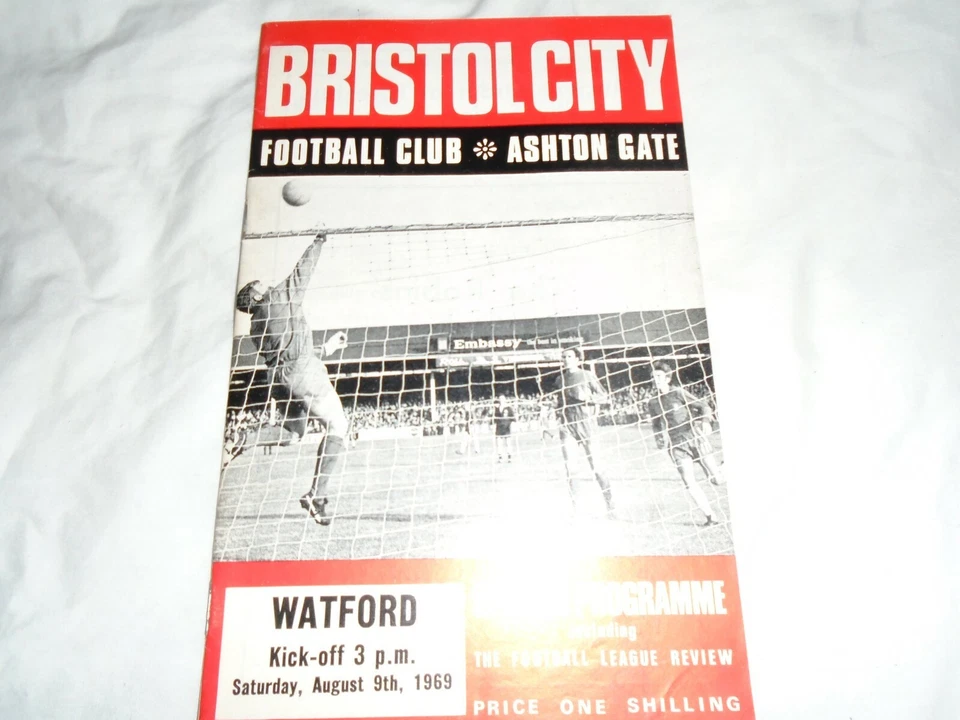 BRISTOL CITY
FOOTBALL CLUB ❊ ASHTON GATE
Embassy
WATFORD
Kick-off 3 p.m.
Saturday, August 9th, 1969
PROGRAMME
including
THE FOOTBALL LEAGUE REVIEW
PRICE ONE SHILLING